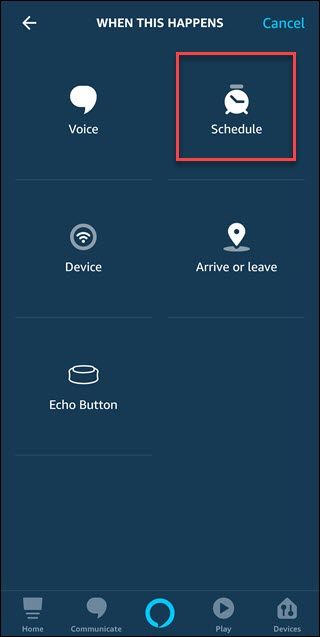 WHEN THIS HAPPENS
Cancel
Voice
Schedule
Device
Arrive or leave
Echo Button
Home
Communicate
Play
Devices